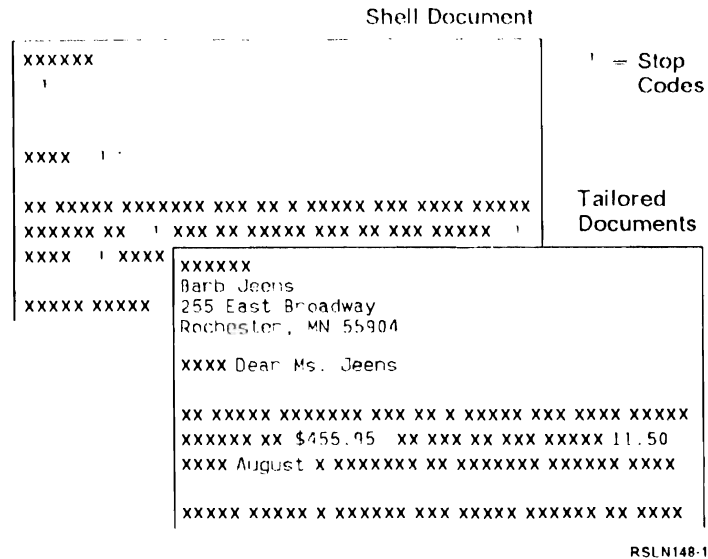 Shell Document
xxxxxx
' = Stop
Codes
'
xxxx ' '
xx xxxxx xxxxxxx xxx xx x xxxxx xxx xxxx xxxxx
xxxxxx xx ' xxx xx xxxxx xxx xx xxx xxxxx '
xxxx ' xxxx
xxxxx xxxxx
Tailored
Documents
xxxxxx
Barb Jeens
255 East Broadway
Rochester, MN 55904
xxxx Dear Ms. Jeens
xx xxxxx xxxxxxx xxx xx x xxxxx xxx xxxx xxxxx
xxxxxx xx $455.95 xx xxx xx xxx xxxxx 11.50
xxxx August x xxxxxxx xx xxxxxxx xxxxxx xxxx
xxxxx xxxxx x xxxxxx xxx xxxxx xxxxxx xx xxxx
RSLN148-1